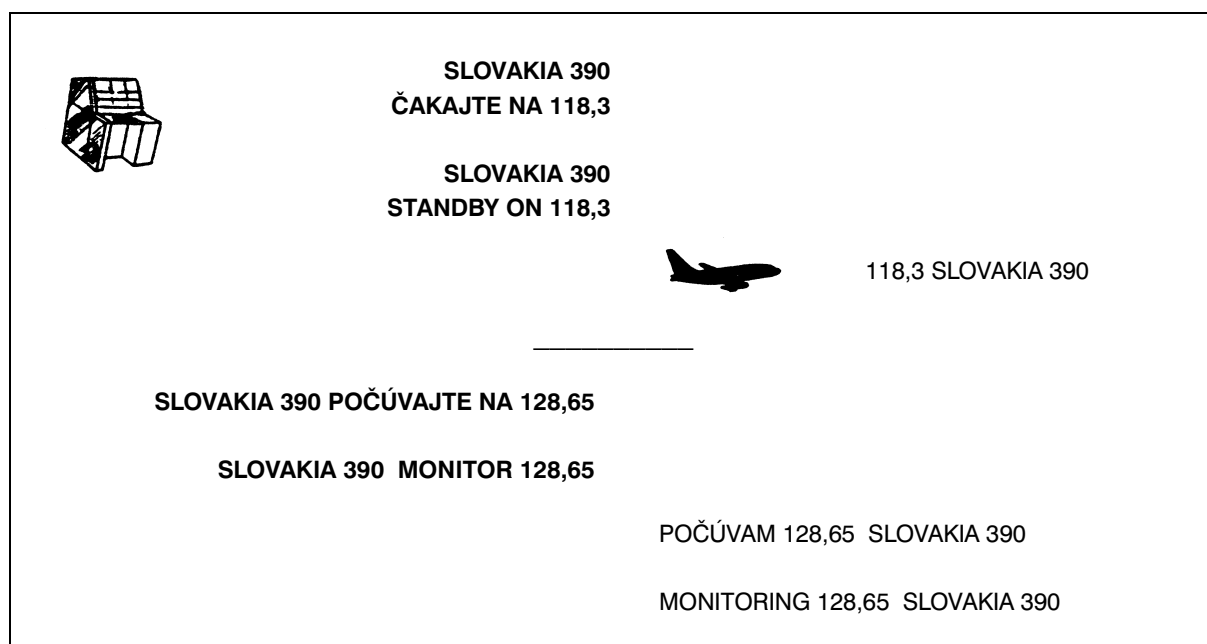 SLOVAKIA 390
ČAKAJTE NA 118,3
SLOVAKIA 390
STANDBY ON 118,3
118,3 SLOVAKIA 390
SLOVAKIA 390 POČÚVAJTE NA 128,65
SLOVAKIA 390 MONITOR 128,65
POČÚVAM 128,65 SLOVAKIA 390
MONITORING 128,65 SLOVAKIA 390